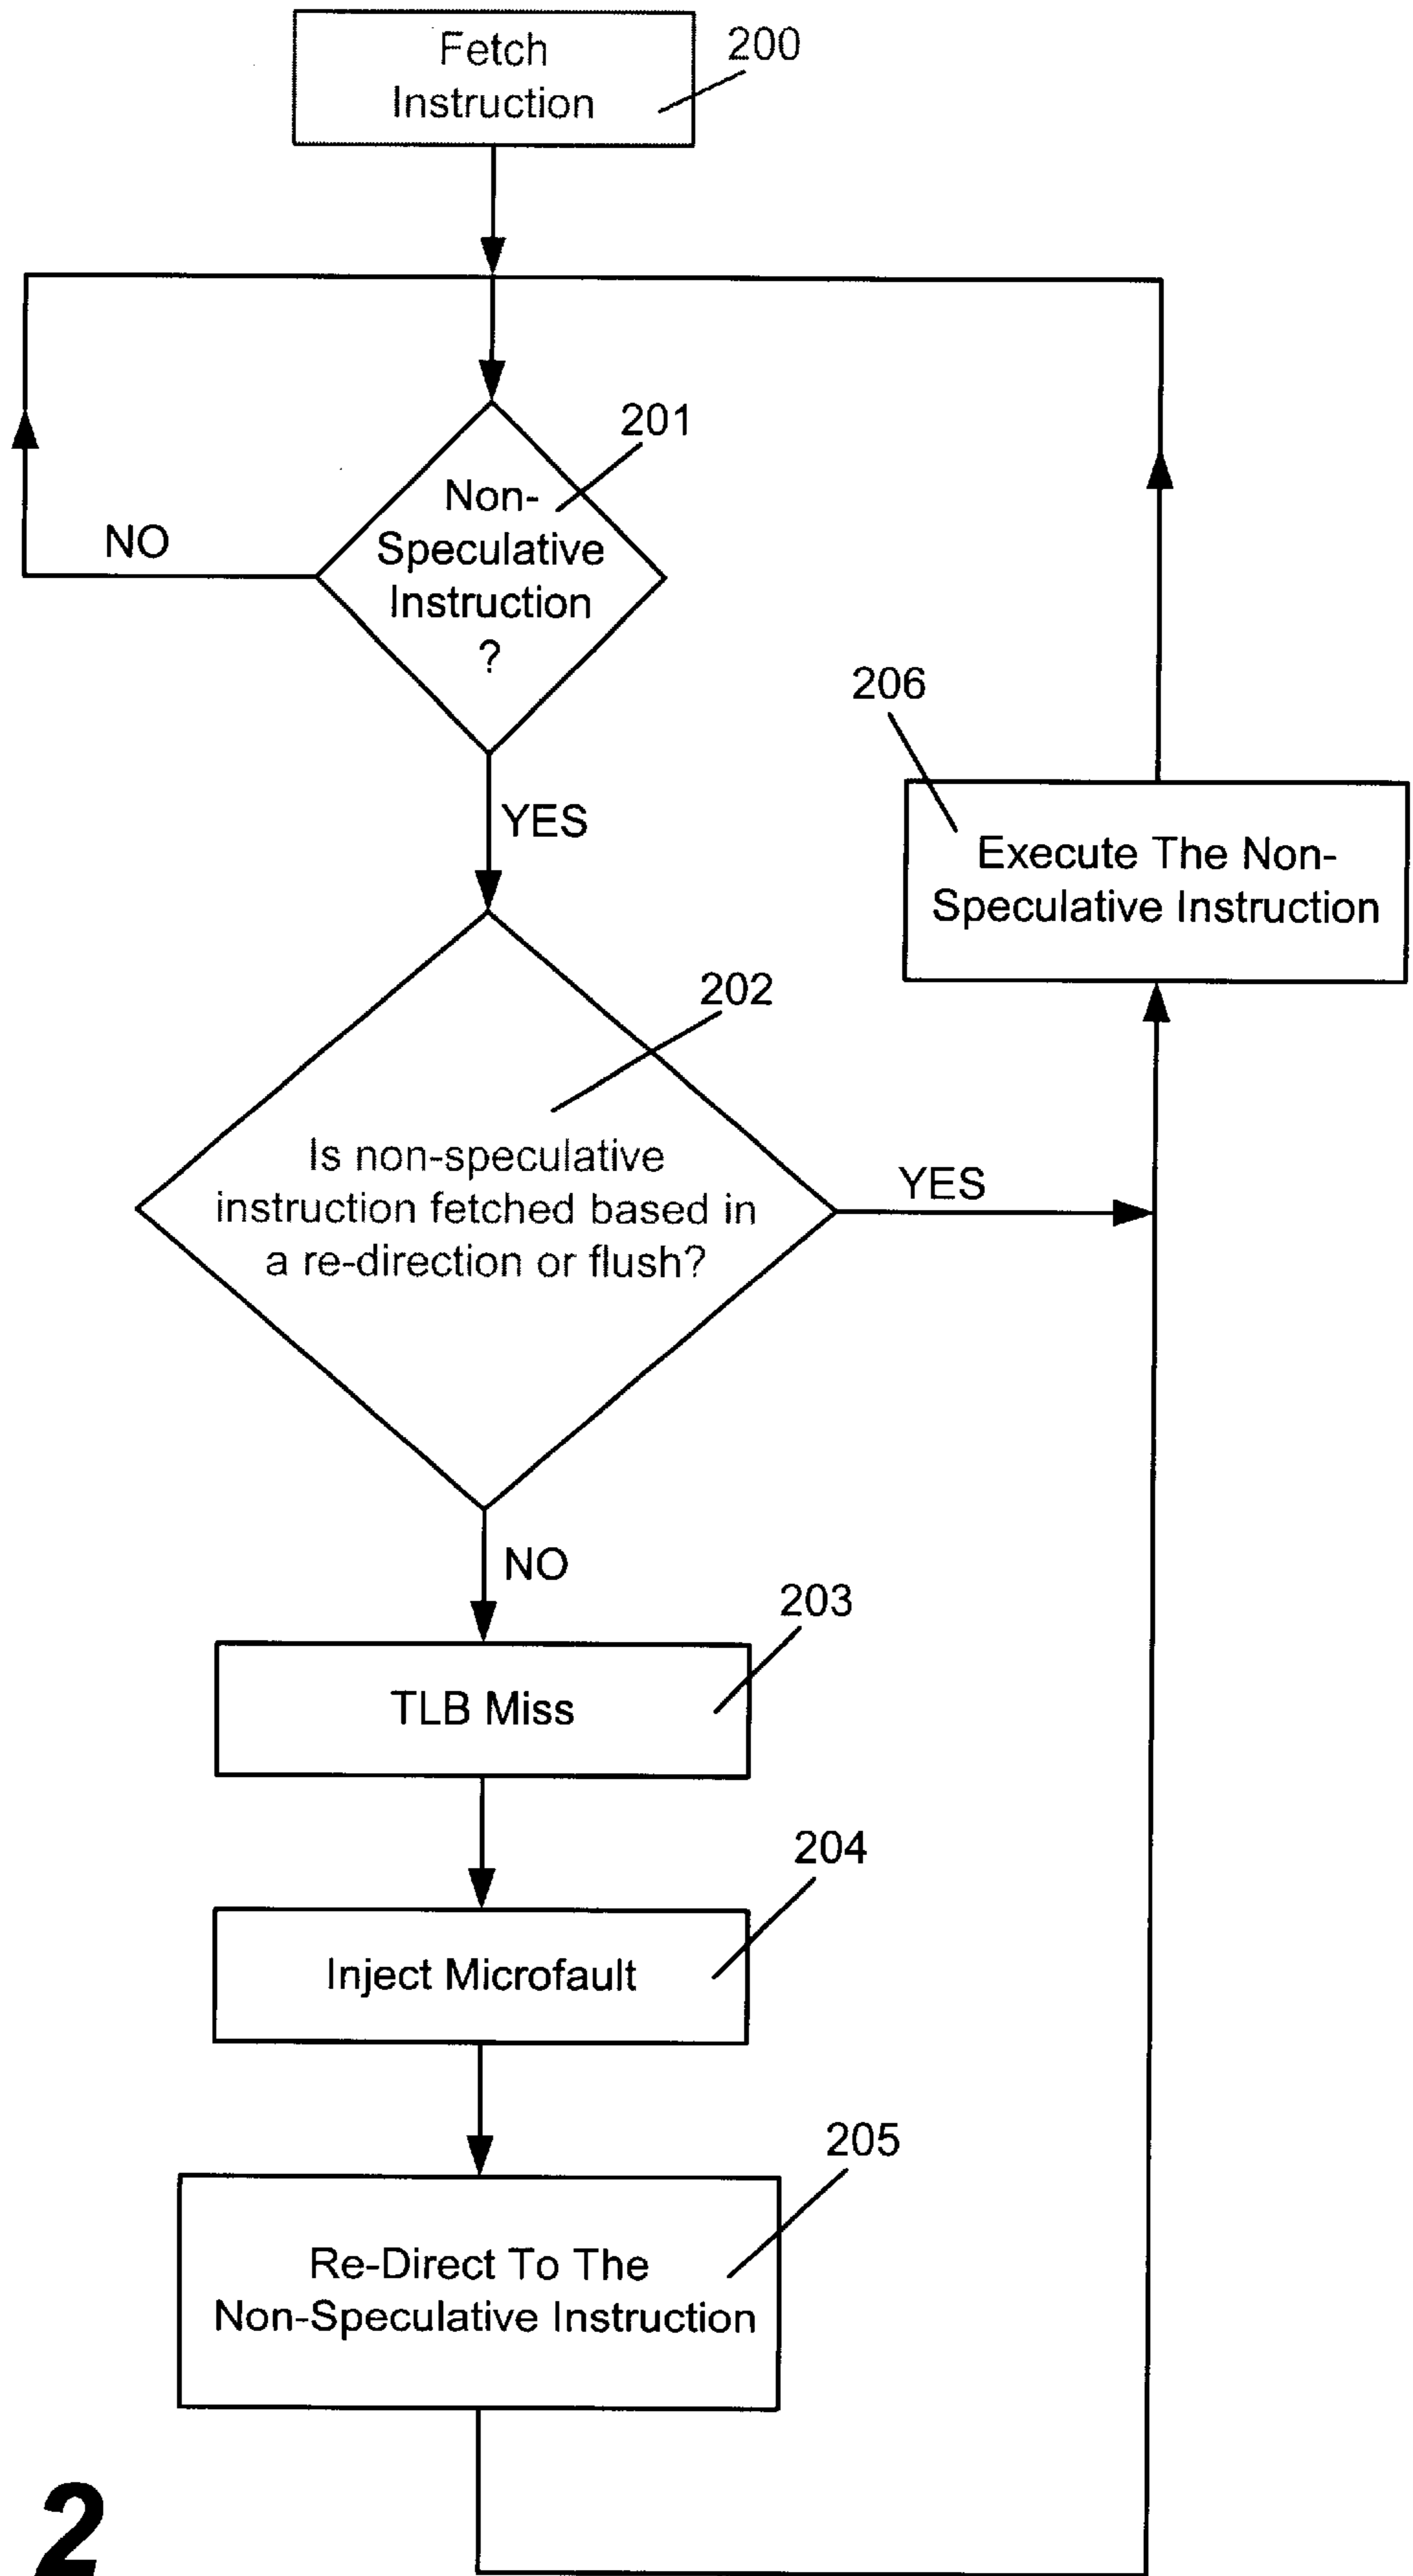 Fetch
Instruction
200
201
Non-
Speculative
Instruction
?
NO
YES
206
Execute The Non-
Speculative Instruction
202
Is non-speculative
instruction fetched based in
a re-direction or flush?
YES
NO
203
TLB Miss
204
Inject Microfault
205
Re-Direct To The
Non-Speculative Instruction
2